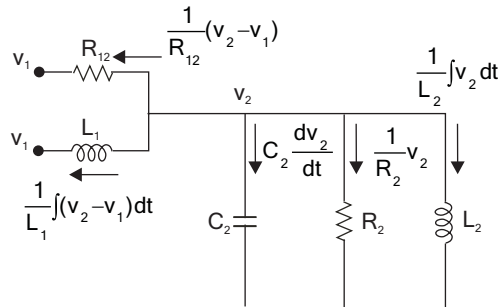 1/R₁₂ (v₂−v₁)
v₁
R₁₂
1/L₂ ∫v₂ dt
v₂
v₁
L₁
C₂ dv₂/dt
1/R₂ v₂
1/L₁ ∫(v₂−v₁)dt
C₂
R₂
L₂